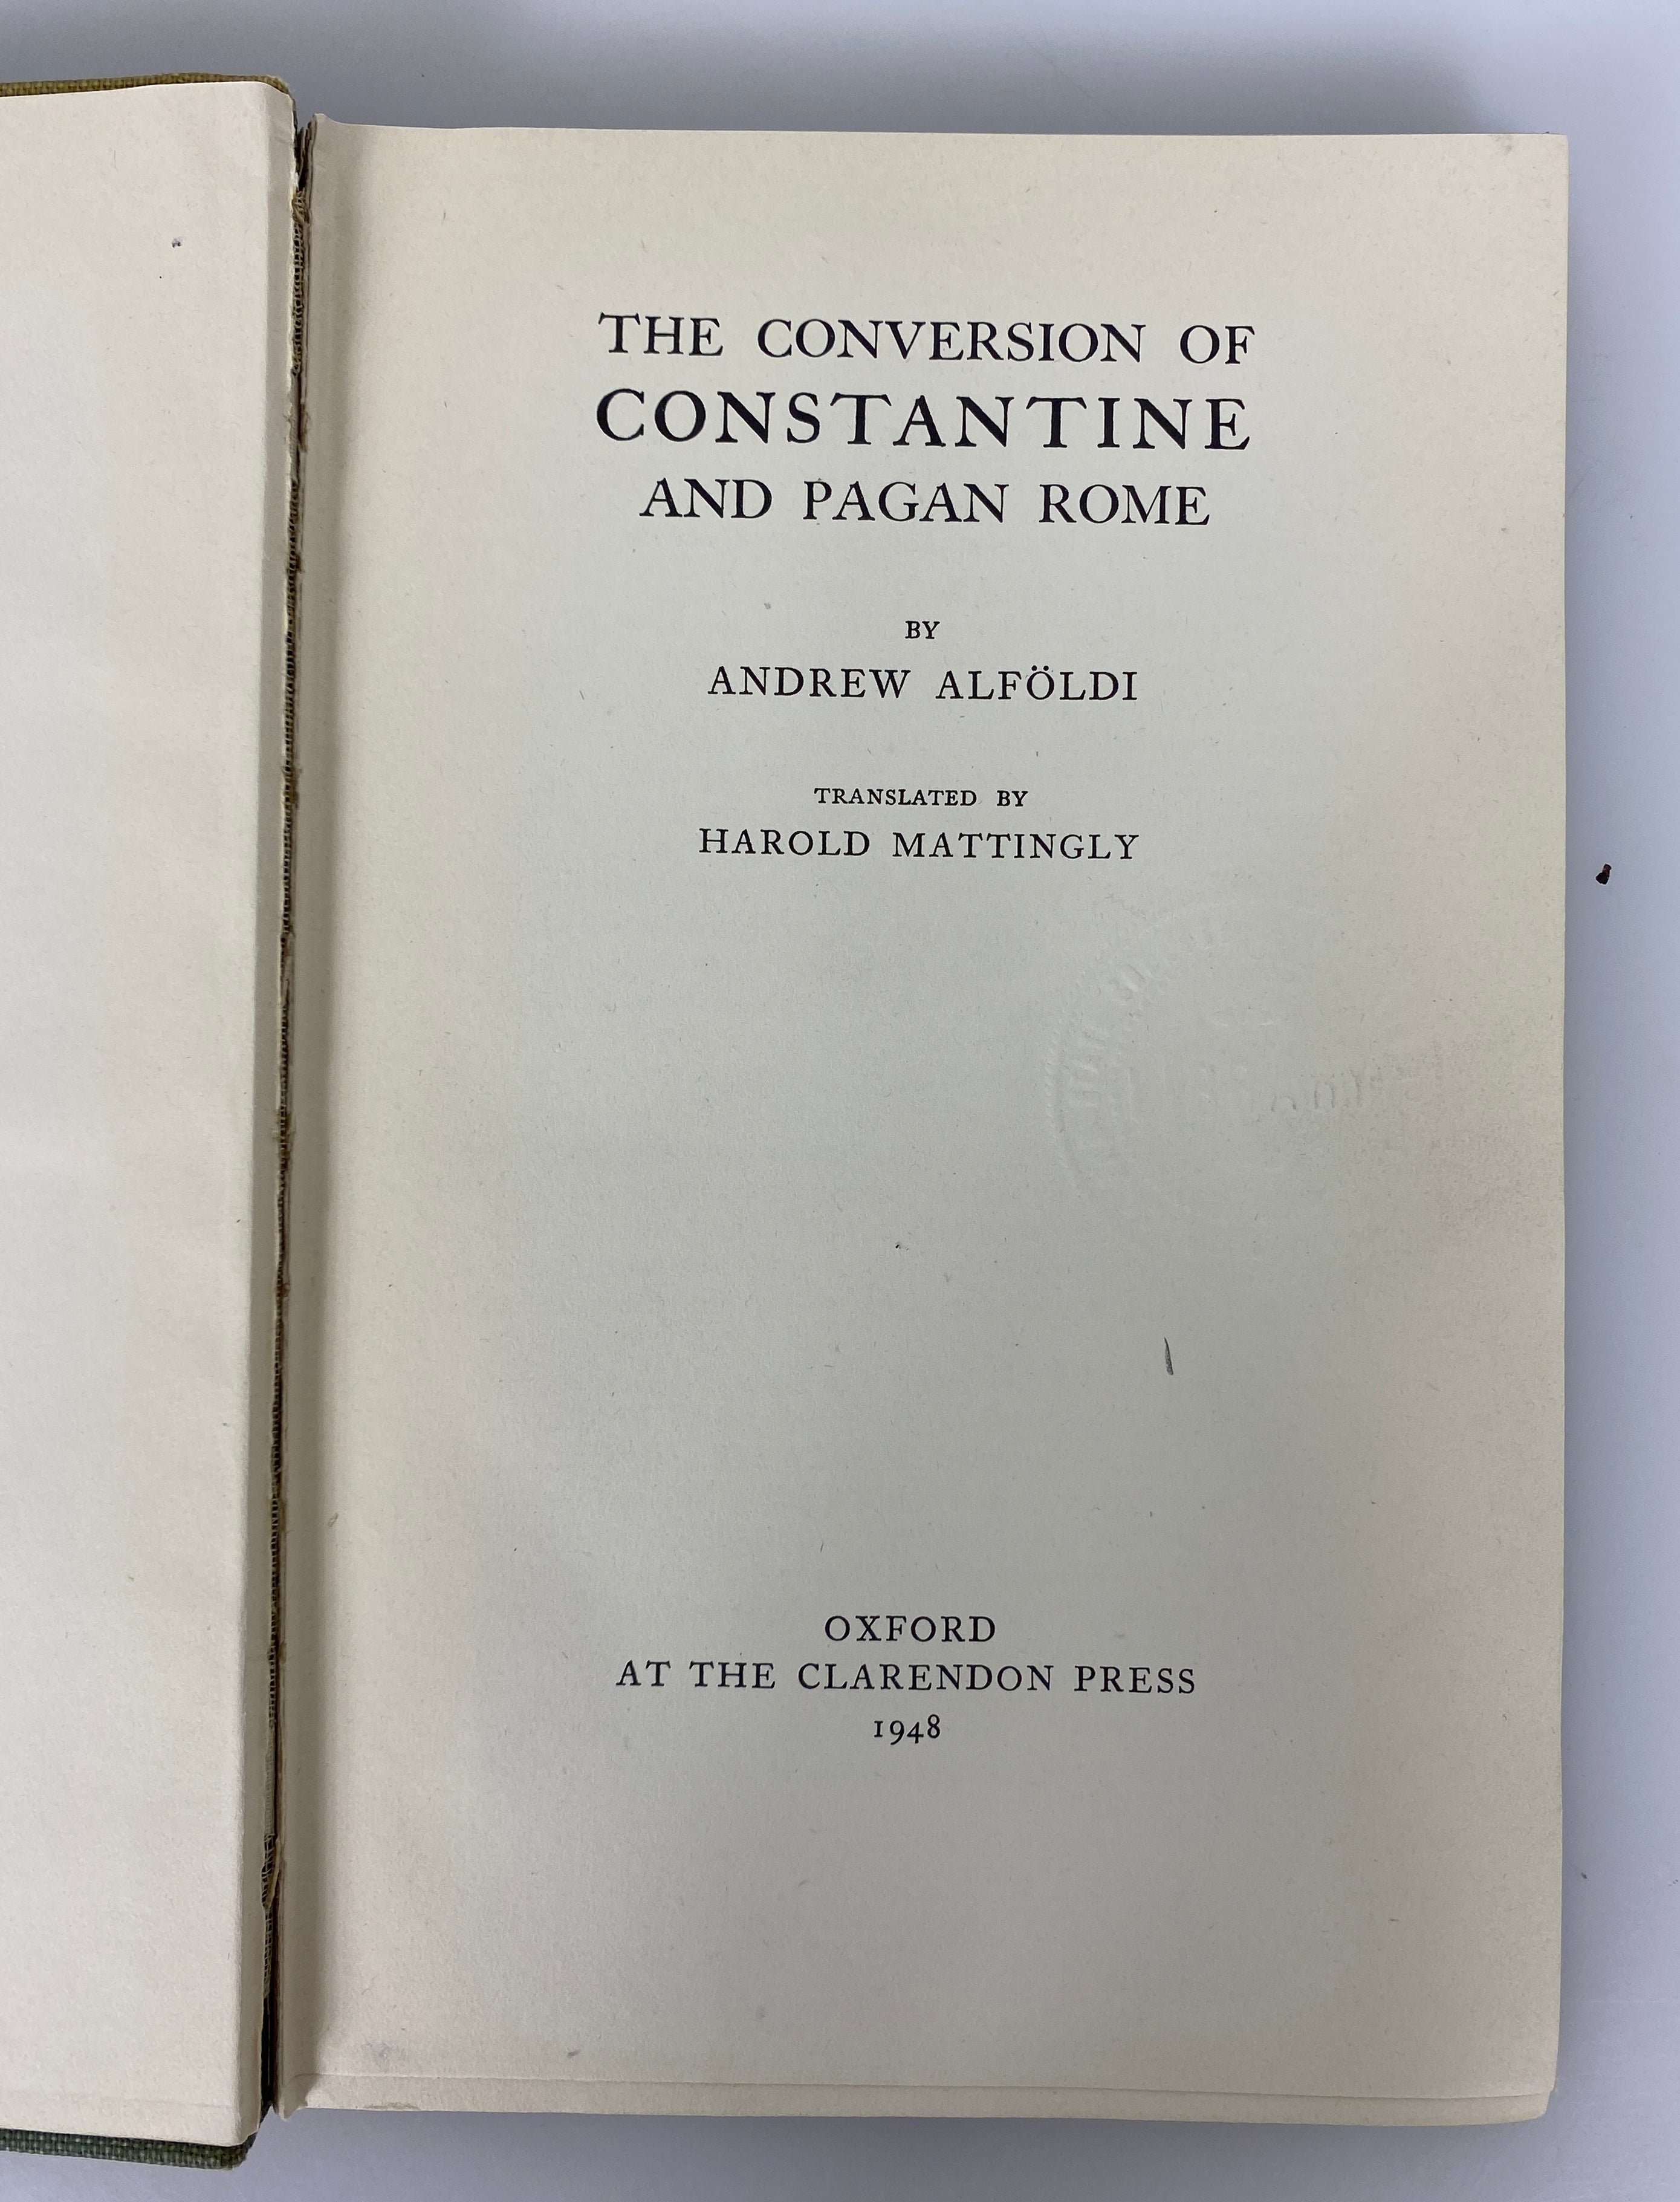 THE CONVERSION OF
CONSTANTINE
AND PAGAN ROME
BY
ANDREW ALFÖLDI
TRANSLATED BY
HAROLD MATTINGLY
OXFORD
AT THE CLARENDON PRESS
1948